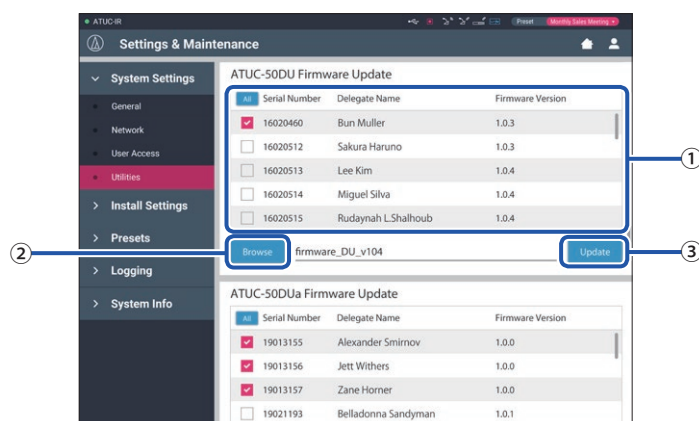 ATUC-IR Preset Monthly Sales Meeting
Settings & Maintenance
System Settings
General
Network
User Access
Utilities
Install Settings
Presets
Logging
System Info
ATUC-50DU Firmware Update
All Serial Number Delegate Name Firmware Version
16020460 Bun Muller 1.0.3
16020512 Sakura Haruno 1.0.3
16020513 Lee Kim 1.0.4
16020514 Miguel Silva 1.0.4
16020515 Rudaynah L.Shalhoub 1.0.4
①
② Browse firmware_DU_v104 Update ③
ATUC-50DUa Firmware Update
All Serial Number Delegate Name Firmware Version
19013155 Alexander Smirnov 1.0.0
19013156 Jett Withers 1.0.0
19013157 Zane Horner 1.0.0
19021193 Belladonna Sandyman 1.0.1